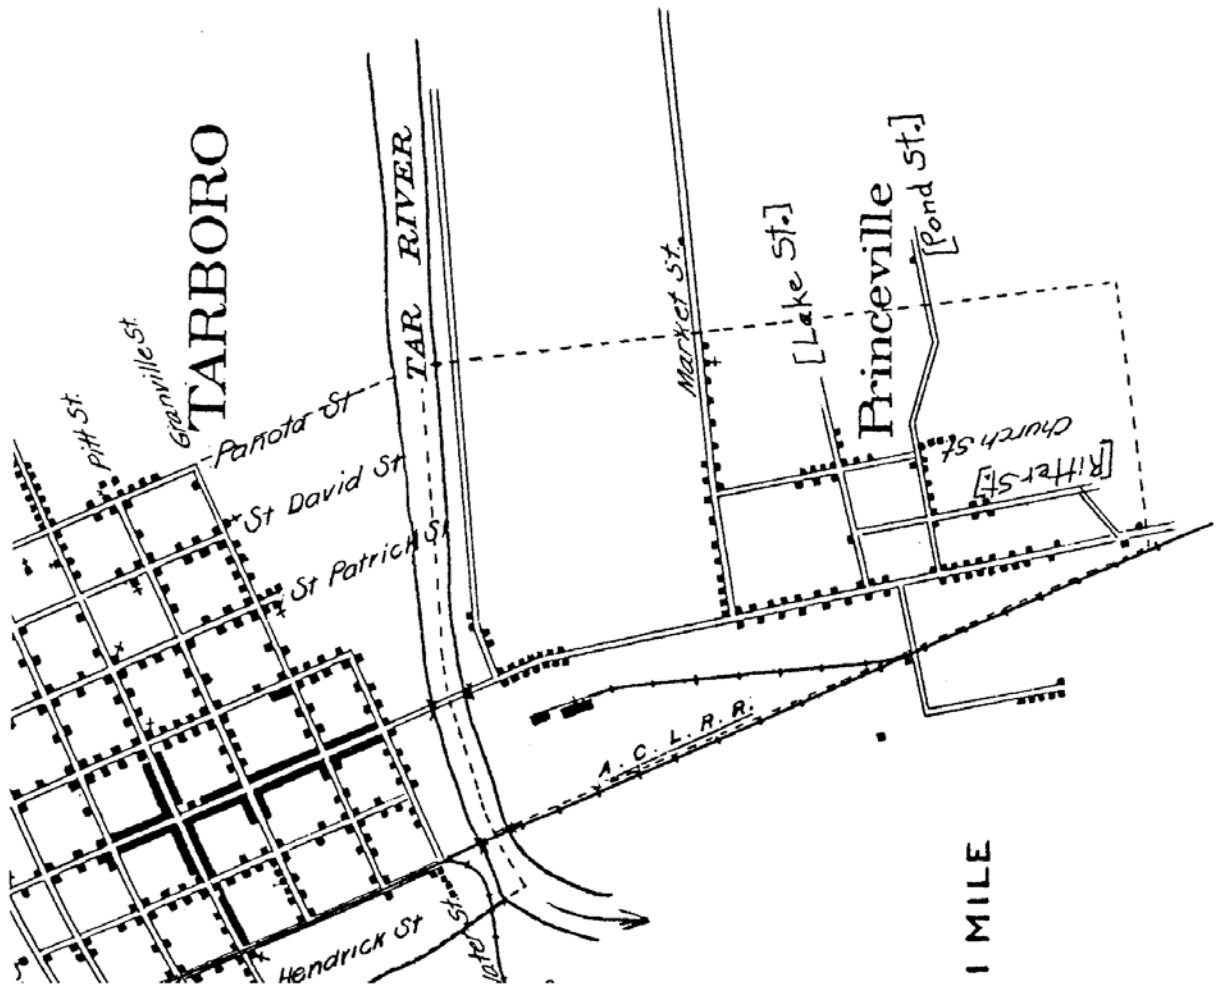 TARBORO
TAR RIVER
Princeville
Pitt St.
Granville St.
Panota St
St David St
St Patrick St
Market St.
[Lake St.]
[Pond St.]
Church St
[Ritter St.]
A. C. L. R. R.
Hendrick St
St.
1 MILE